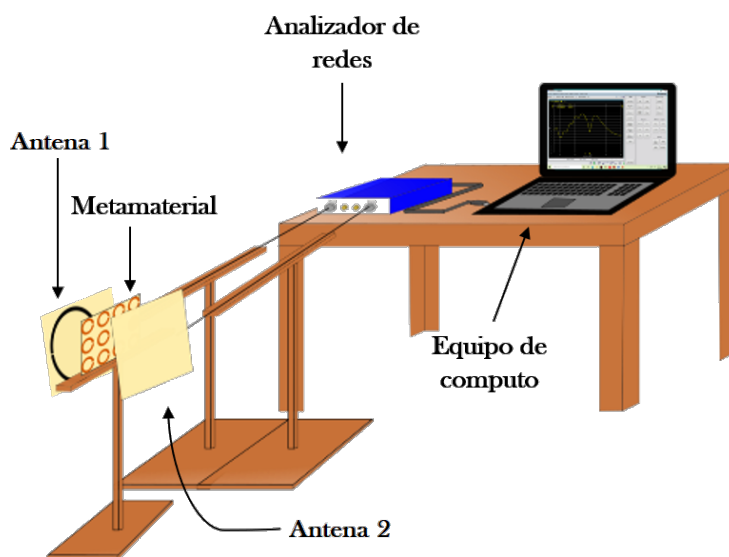 Analizador de
redes
Antena 1
Metamaterial
Equipo de
computo
Antena 2